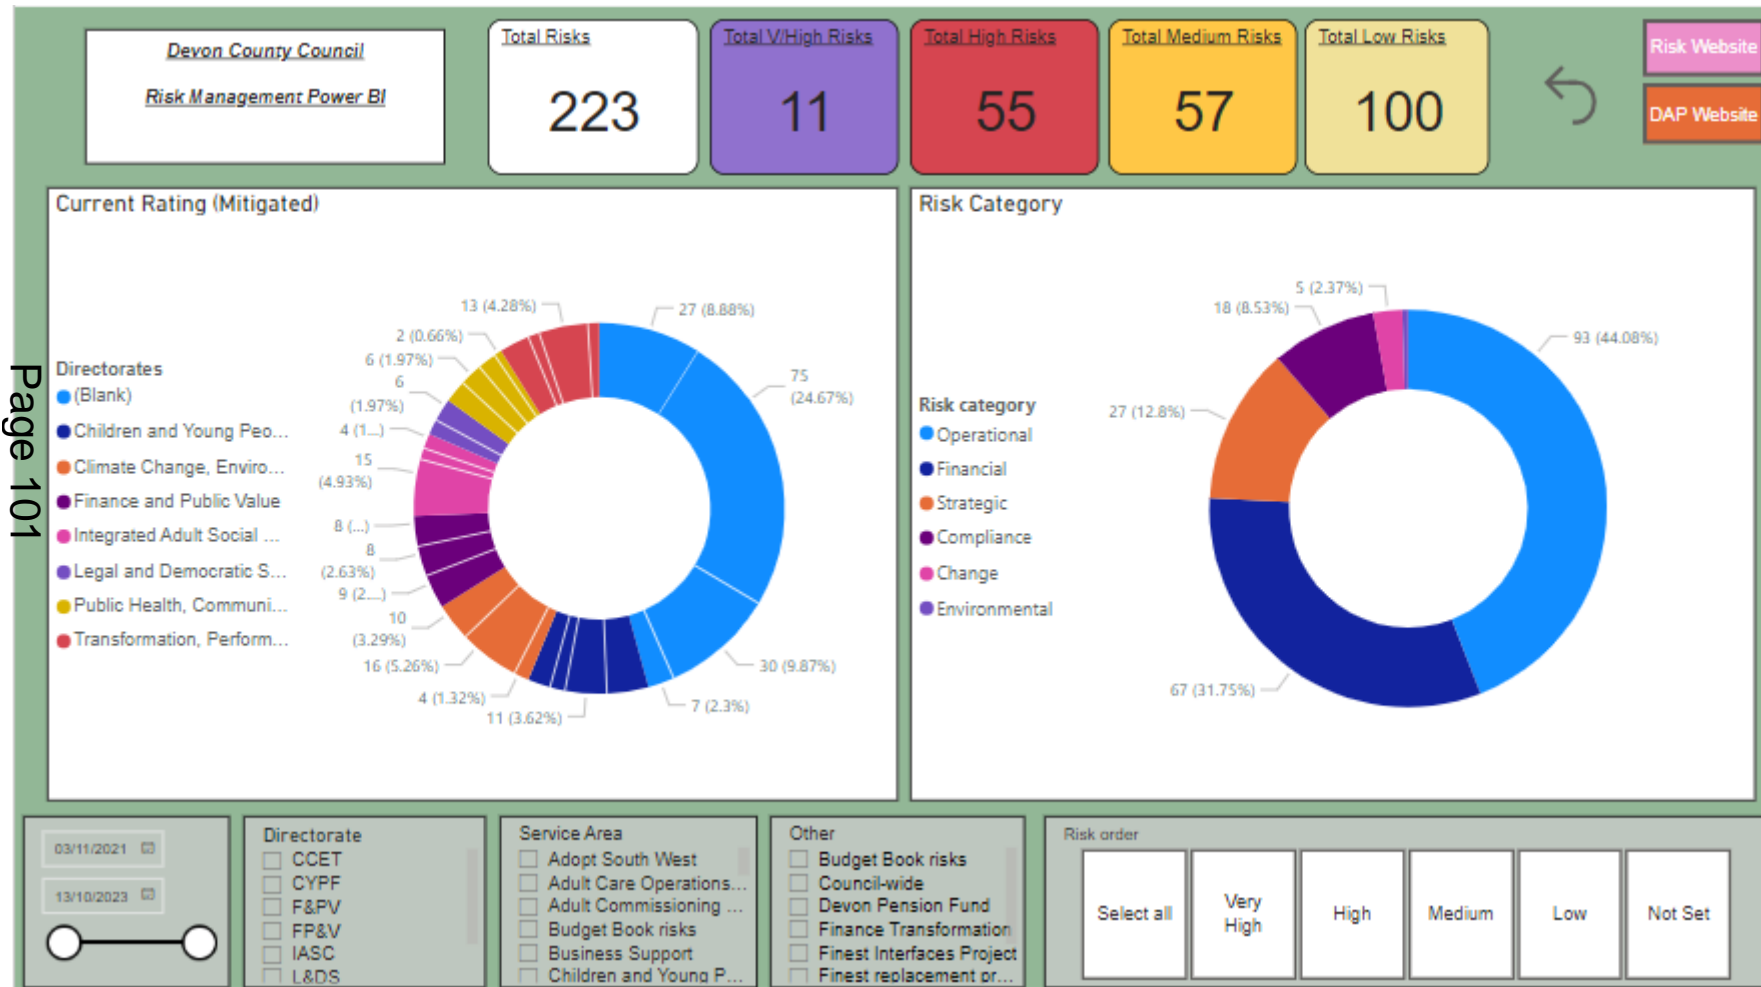 Devon County Council
Risk Management Power BI
Total Risks
223
Total V/High Risks
11
Total High Risks
55
Total Medium Risks
57
Total Low Risks
100
Risk Website
DAP Website
Current Rating (Mitigated)
Directorates
(Blank)
Children and Young Peo...
Climate Change, Enviro...
Finance and Public Value
Integrated Adult Social ...
Legal and Democratic S...
Public Health, Communi...
Transformation, Perform...
27 (8.88%)
75
(24.67%)
30 (9.87%)
7 (2.3%)
11 (3.62%)
4 (1.32%)
16 (5.26%)
10
(3.29%)
9 (2....)
8
(2.63%)
8 (...)
15
(4.93%)
4 (1...)
6
(1.97%)
6 (1.97%)
2 (0.66%)
13 (4.28%)
Risk Category
Risk category
Operational
Financial
Strategic
Compliance
Change
Environmental
93 (44.08%)
67 (31.75%)
27 (12.8%)
18 (8.53%)
5 (2.37%)
Page 101
03/11/2021
13/10/2023
Directorate
CCET
CYPF
F&PV
FP&V
IASC
L&DS
Service Area
Adopt South West
Adult Care Operations...
Adult Commissioning ...
Budget Book risks
Business Support
Children and Young P...
Other
Budget Book risks
Council-wide
Devon Pension Fund
Finance Transformation
Finest Interfaces Project
Finest replacement pr...
Risk order
Select all
Very
High
High
Medium
Low
Not Set